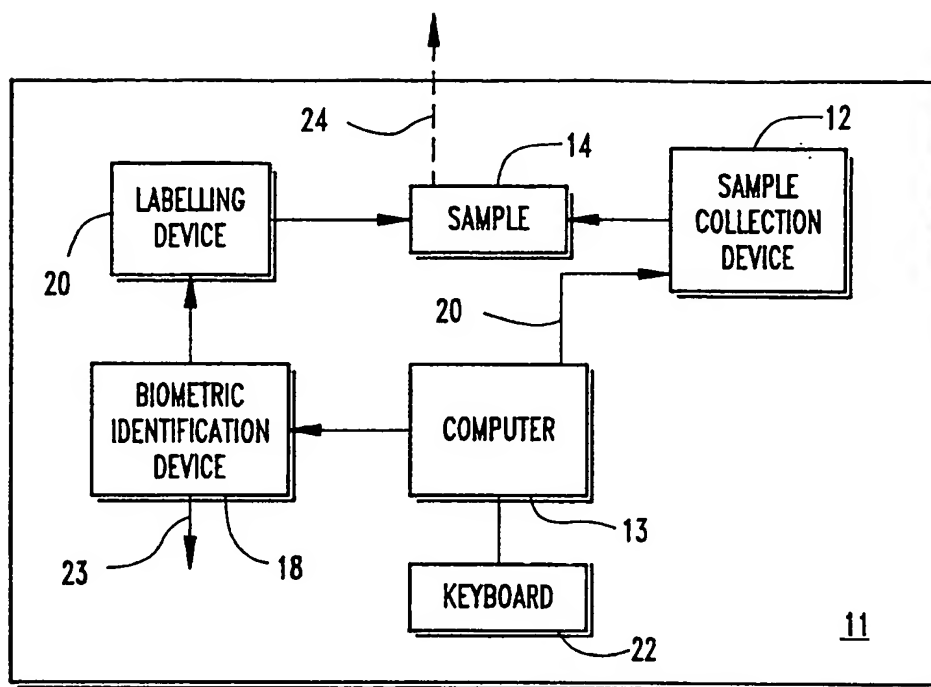 24
14
12
LABELLING
DEVICE
SAMPLE
SAMPLE
COLLECTION
DEVICE
20
20
BIOMETRIC
IDENTIFICATION
DEVICE
COMPUTER
23
18
13
KEYBOARD
22
11